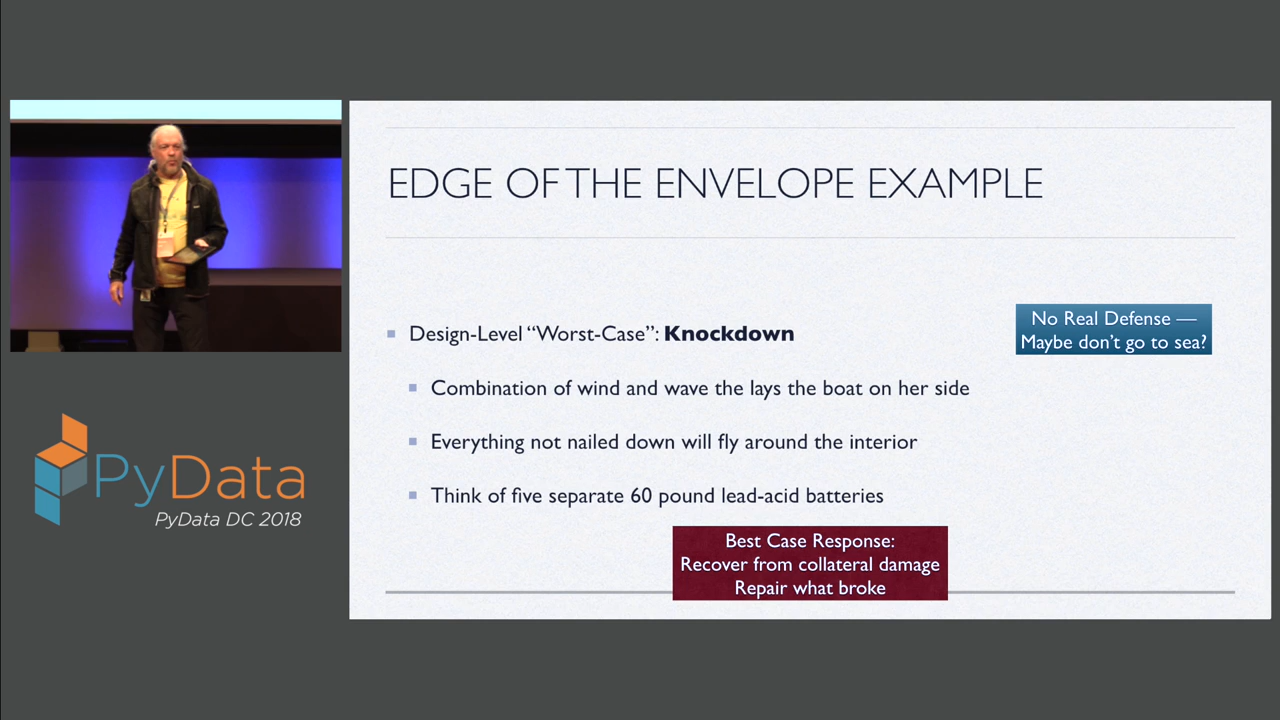 EDGE OF THE ENVELOPE EXAMPLE
Design-Level “Worst-Case”: Knockdown
No Real Defense —
Maybe don’t go to sea?
Combination of wind and wave the lays the boat on her side
Everything not nailed down will fly around the interior
Think of five separate 60 pound lead-acid batteries
Best Case Response:
Recover from collateral damage
Repair what broke
PyData
PyData DC 2018